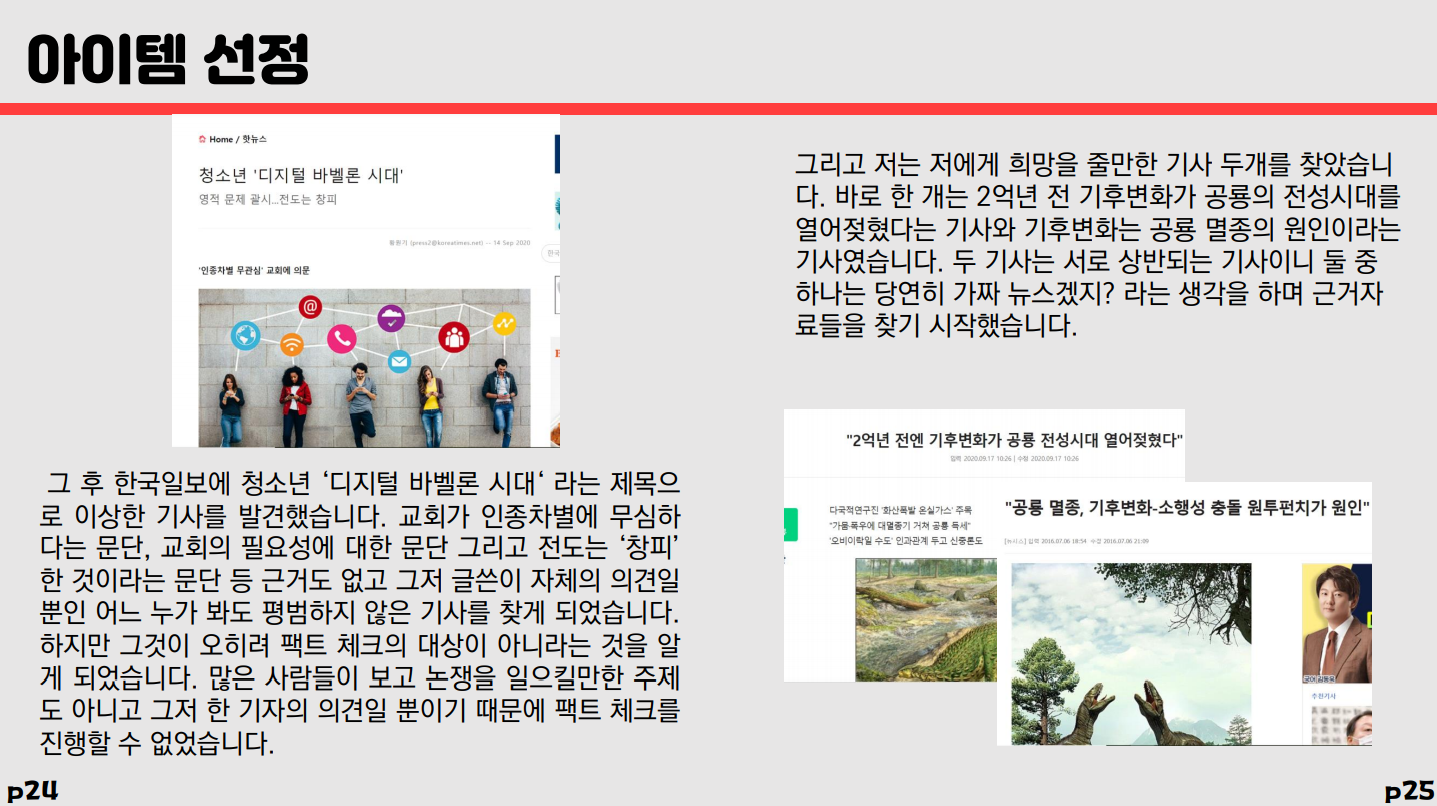 아이템 선정
Home / 핫뉴스
청소년 '디지털 바벨론 시대'
영적 문제 괄시...전도는 창피
(press2@koreatimes.net) -- 14 Sep 2020
'인종차별 무관심' 교회에 의문
그 후 한국일보에 청소년 ‘디지털 바벨론 시대‘ 라는 제목으
로 이상한 기사를 발견했습니다. 교회가 인종차별에 무심하
다는 문단, 교회의 필요성에 대한 문단 그리고 전도는 ‘창피’
한 것이라는 문단 등 근거도 없고 그저 글쓴이 자체의 의견일
뿐인 어느 누가 봐도 평범하지 않은 기사를 찾게 되었습니다.
하지만 그것이 오히려 팩트 체크의 대상이 아니라는 것을 알
게 되었습니다. 많은 사람들이 보고 논쟁을 일으킬만한 주제
도 아니고 그저 한 기자의 의견일 뿐이기 때문에 팩트 체크를
진행할 수 없었습니다.
p24
그리고 저는 저에게 희망을 줄만한 기사 두개를 찾았습니
다. 바로 한 개는 2억년 전 기후변화가 공룡의 전성시대를
열어젖혔다는 기사와 기후변화는 공룡 멸종의 원인이라는
기사였습니다. 두 기사는 서로 상반되는 기사이니 둘 중
하나는 당연히 가짜 뉴스겠지? 라는 생각을 하며 근거자
료들을 찾기 시작했습니다.
"2억년 전엔 기후변화가 공룡 전성시대 열어젖혔다"
입력 2020.09.17 10:26 | 수정 2020.09.17 10:26
다국적연구진 '화산폭발 온실가스' 주목
"가뭄·폭우에 대멸종기 거쳐 공룡 득세"
'오비이락일 수도' 인과관계 두고 신중론도
"공룡 멸종, 기후변화-소행성 충돌 원투펀치가 원인"
[뉴시스] 입력 2016.07.06 18:54 수정 2016.07.06 21:09
국어 김동욱
추천기사
p25